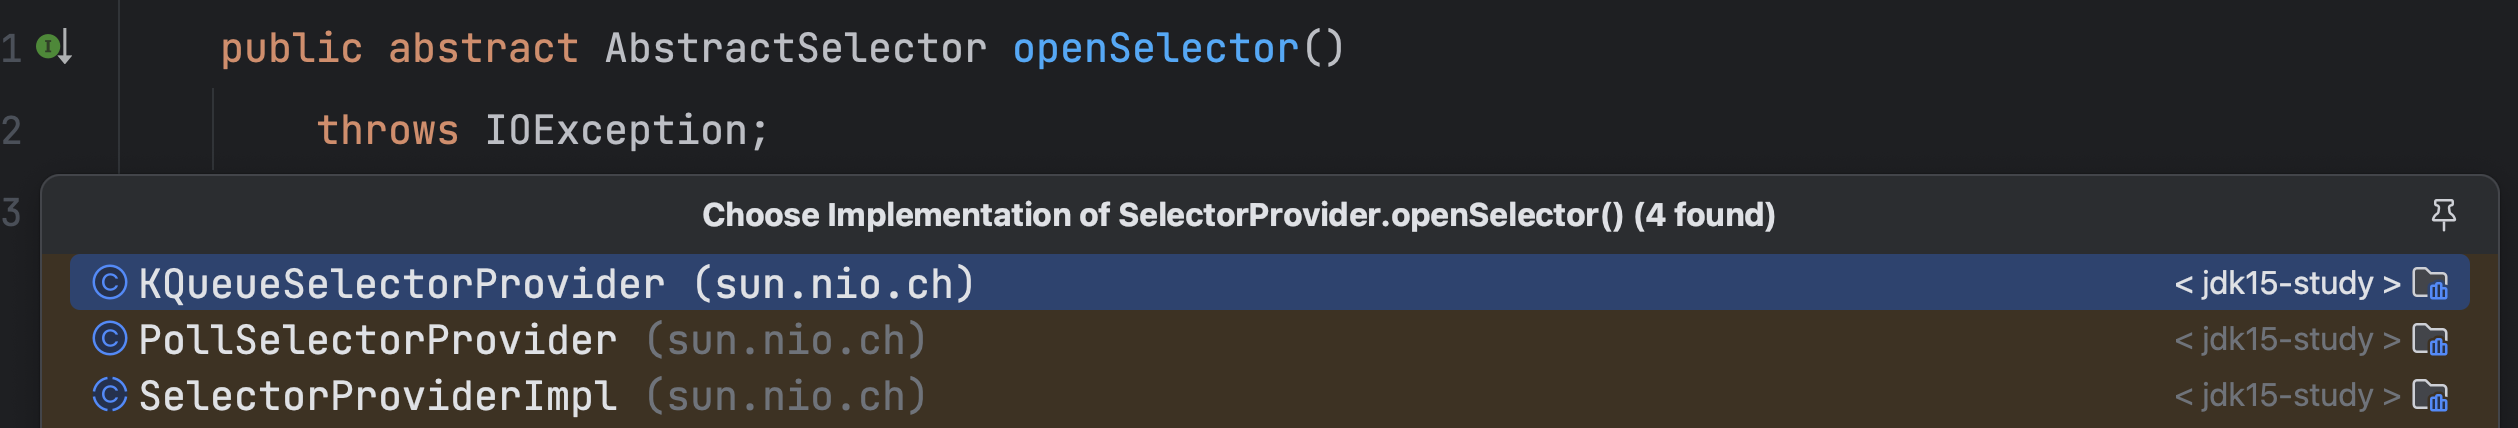 1 public abstract AbstractSelector openSelector()
2 throws IOException;
3
Choose Implementation of SelectorProvider.openSelector() (4 found)
KQueueSelectorProvider (sun.nio.ch) < jdk15-study >
PollSelectorProvider (sun.nio.ch) < jdk15-study >
SelectorProviderImpl (sun.nio.ch) < jdk15-study >